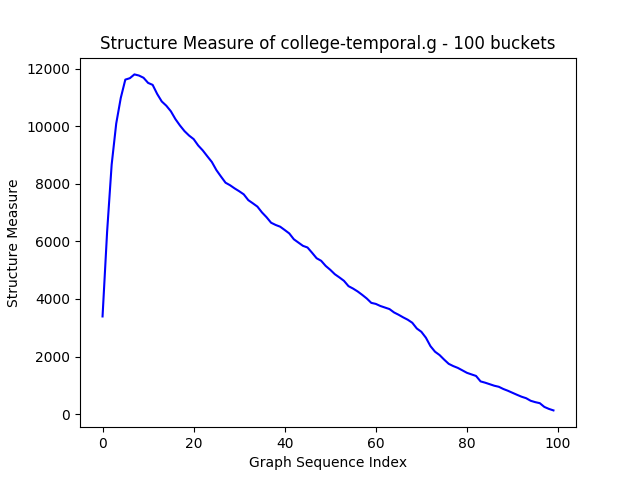 Structure Measure of college-temporal.g - 100 buckets
12000
10000
8000
6000
4000
2000
0
Structure Measure
0 20 40 60 80 100
Graph Sequence Index